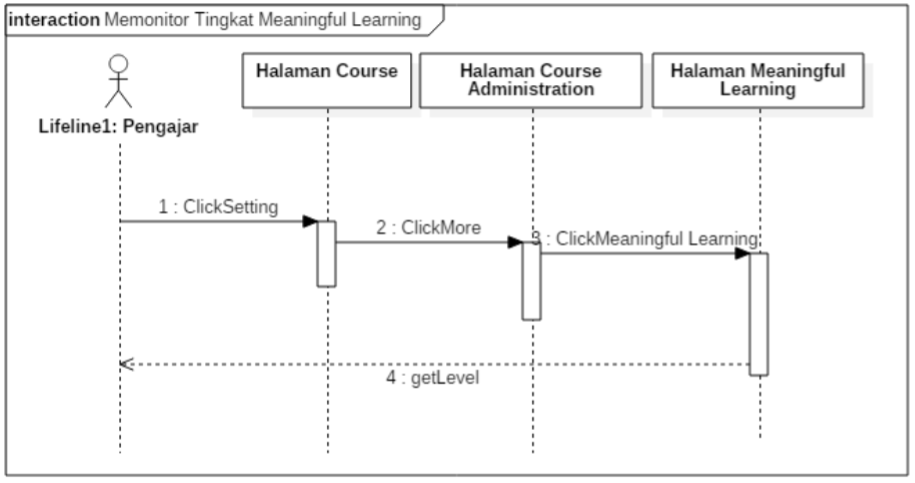 interaction Memonitor Tingkat Meaningful Learning
Lifeline1: Pengajar
Halaman Course
Halaman Course
Administration
Halaman Meaningful
Learning
1 : ClickSetting
2 : ClickMore
3 : ClickMeaningful Learning
4 : getLevel